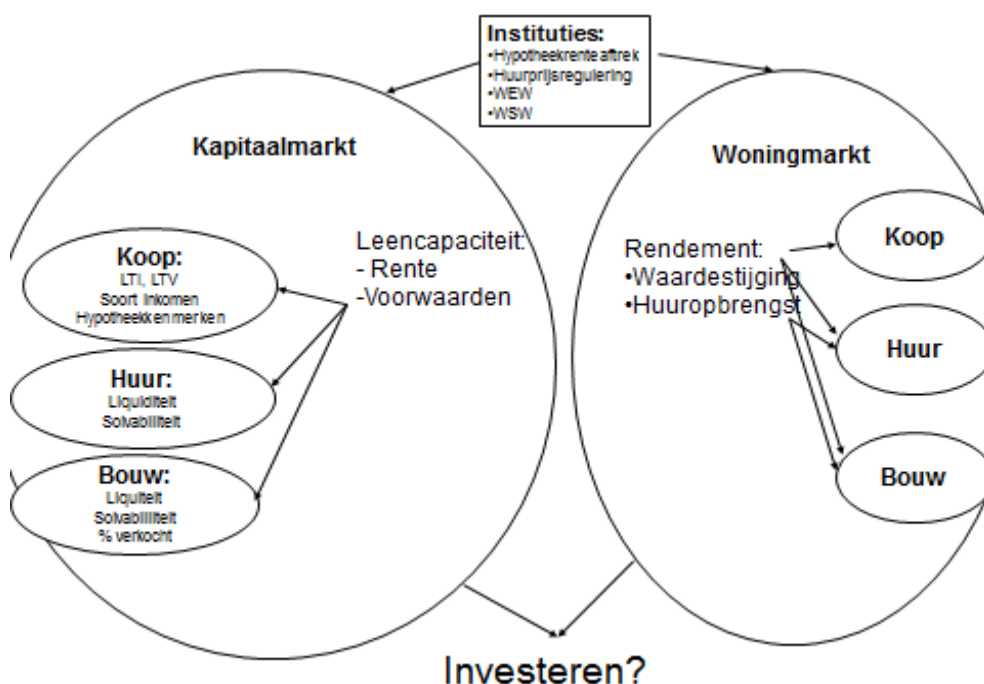 Instituties:
•Hypotheekrenteaftrek
•Huurprijsregulering
•WEW
•WSW
Kapitaalmarkt
Woningmarkt
Leencapaciteit:
- Rente
-Voorwaarden
Koop:
LTI, LTV
Soort Inkomen
Hypotheekkenmerken
Huur:
Liquiditeit
Solvabiliteit
Bouw:
Liquiteit
Solvabiliteit
% verkocht
Rendement:
•Waardestijging
•Huuropbrengst
Koop
Huur
Bouw
Investeren?